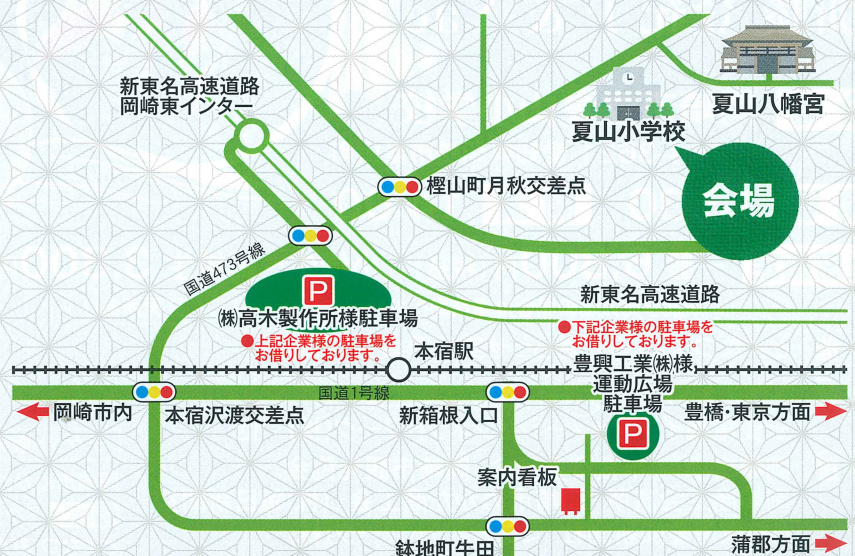 新東名高速道路
岡崎東インター
夏山八幡宮
夏山小学校
樫山町月秋交差点
会場
国道473号線
P
㈱高木製作所様駐車場
●上記企業様の駐車場を
お借りしております。
新東名高速道路
●下記企業様の駐車場を
お借りしております。
本宿駅
豊興工業㈱様
運動広場
駐車場
P
国道1号線
岡崎市内
本宿沢渡交差点
新箱根入口
豊橋・東京方面
案内看板
鉢地町牛田
蒲郡方面